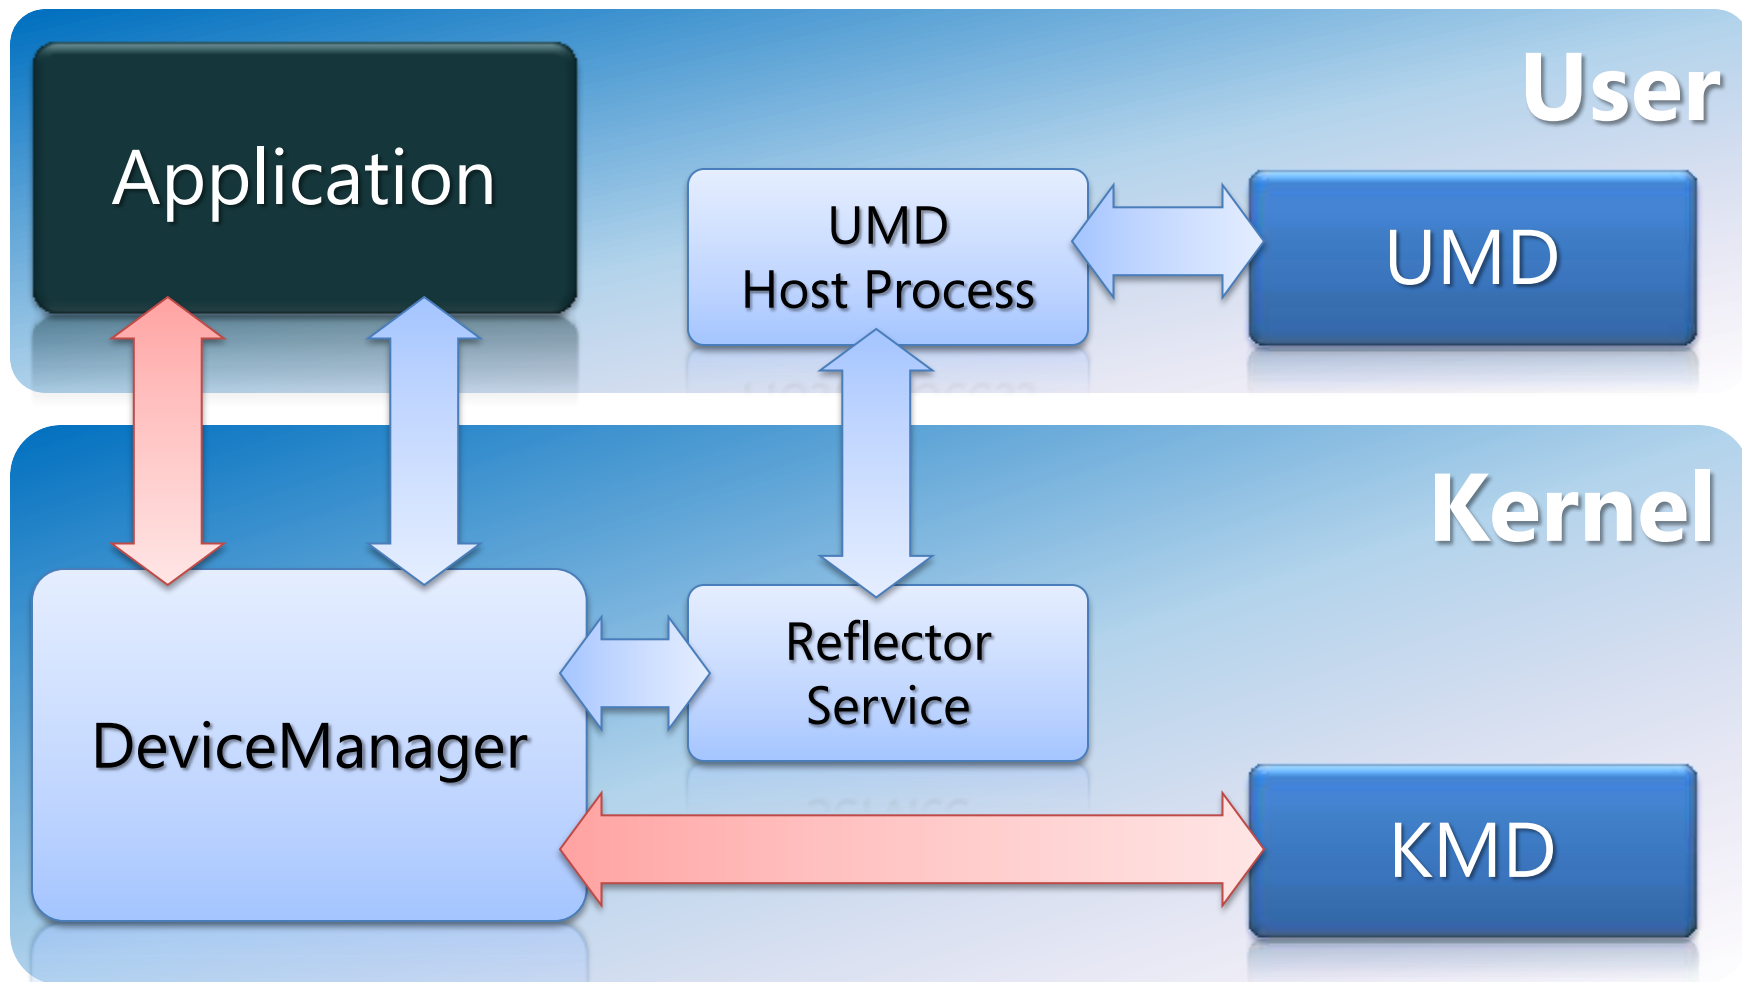 User
Application
UMD
Host Process
UMD
Kernel
Reflector
Service
DeviceManager
KMD